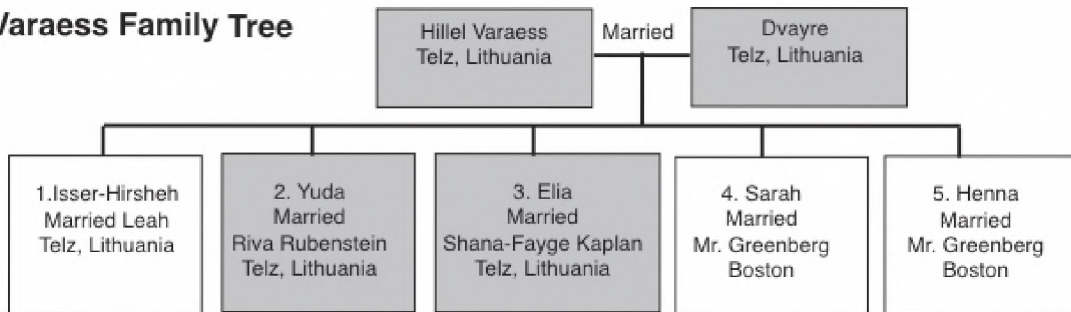 Varaess Family Tree
Hillel Varaess
Telz, Lithuania
Married
Dvayre
Telz, Lithuania
1.Isser-Hirsheh
Married Leah
Telz, Lithuania
2. Yuda
Married
Riva Rubenstein
Telz, Lithuania
3. Elia
Married
Shana-Fayge Kaplan
Telz, Lithuania
4. Sarah
Married
Mr. Greenberg
Boston
5. Henna
Married
Mr. Greenberg
Boston